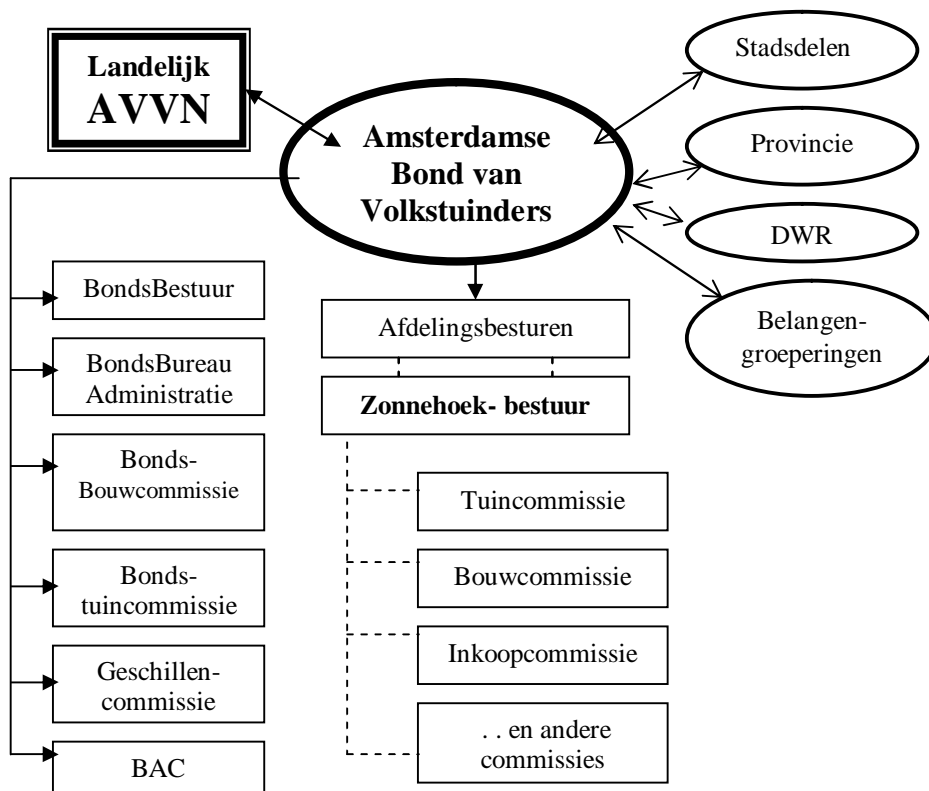 Landelijk
AVVN
Amsterdamse
Bond van
Volkstuinders
Stadsdelen
Provincie
DWR
Belangen-
groeperingen
BondsBestuur
BondsBureau
Administratie
Bonds-
Bouwcommissie
Bonds-
tuincommissie
Geschillen-
commissie
BAC
Afdelingsbesturen
Zonnehoek- bestuur
Tuincommissie
Bouwcommissie
Inkoopcommissie
. . en andere
commissies